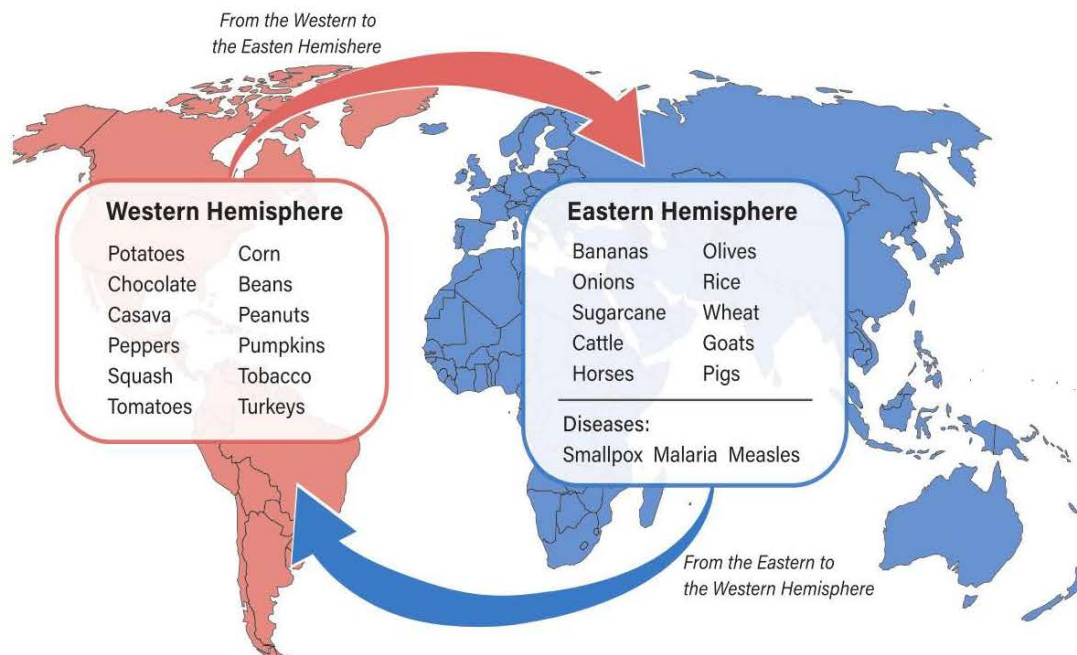 From the Western to
the Easten Hemishere
Western Hemisphere
Potatoes Corn
Chocolate Beans
Casava Peanuts
Peppers Pumpkins
Squash Tobacco
Tomatoes Turkeys
Eastern Hemisphere
Bananas Olives
Onions Rice
Sugarcane Wheat
Cattle Goats
Horses Pigs
Diseases:
Smallpox Malaria Measles
From the Eastern to
the Western Hemisphere